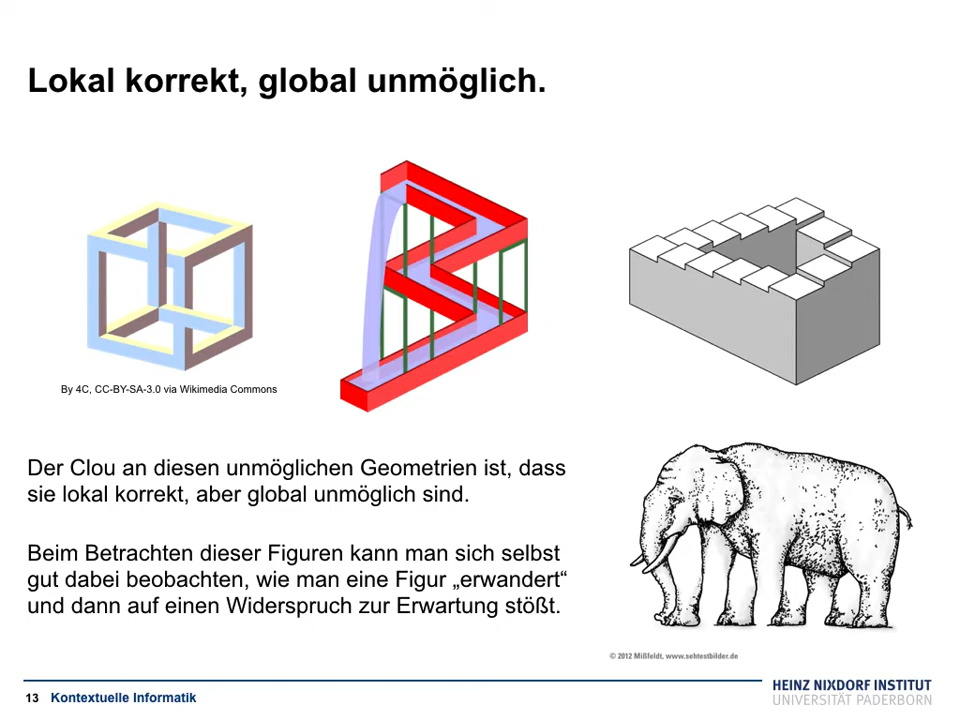 Lokal korrekt, global unmöglich.
By 4C, CC-BY-SA-3.0 via Wikimedia Commons
Der Clou an diesen unmöglichen Geometrien ist, dass
sie lokal korrekt, aber global unmöglich sind.
Beim Betrachten dieser Figuren kann man sich selbst
gut dabei beobachten, wie man eine Figur „erwandert“
und dann auf einen Widerspruch zur Erwartung stößt.
© 2012 Mißfeldt, www.sehtestbilder.de
13 Kontextuelle Informatik
HEINZ NIXDORF INSTITUT
UNIVERSITÄT PADERBORN